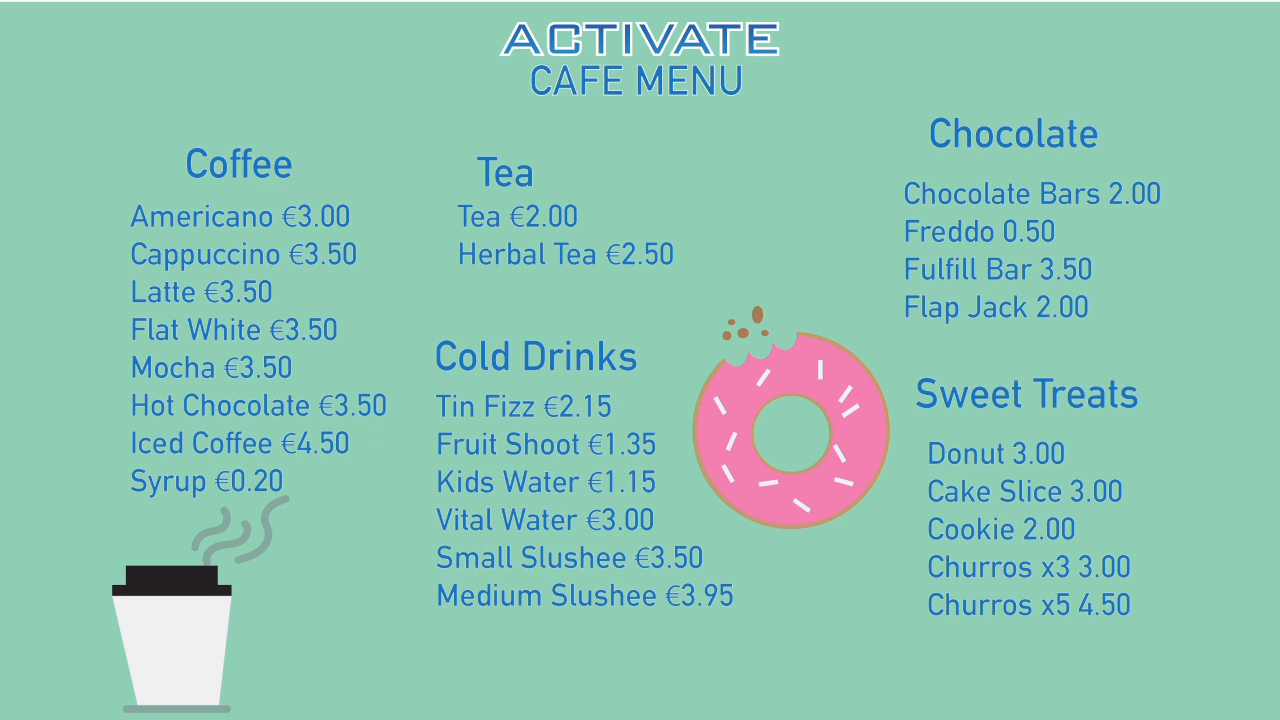 ACTIVATE
CAFE MENU
Coffee
Americano €3.00
Cappuccino €3.50
Latte €3.50
Flat White €3.50
Mocha €3.50
Hot Chocolate €3.50
Iced Coffee €4.50
Syrup €0.20
Tea
Tea €2.00
Herbal Tea €2.50
Cold Drinks
Tin Fizz €2.15
Fruit Shoot €1.35
Kids Water €1.15
Vital Water €3.00
Small Slushee €3.50
Medium Slushee €3.95
Chocolate
Chocolate Bars 2.00
Freddo 0.50
Fulfill Bar 3.50
Flap Jack 2.00
Sweet Treats
Donut 3.00
Cake Slice 3.00
Cookie 2.00
Churros x3 3.00
Churros x5 4.50